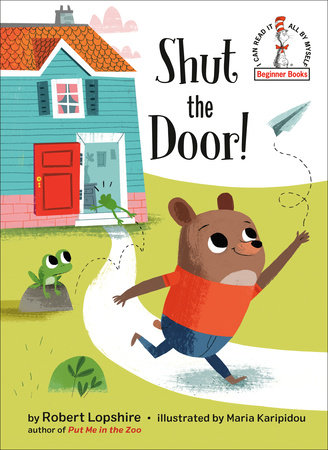 Shut
the
Door!
I CAN READ IT ALL BY MYSELF
Beginner Books
by Robert Lopshire • illustrated by Maria Karipidou
author of Put Me in the Zoo